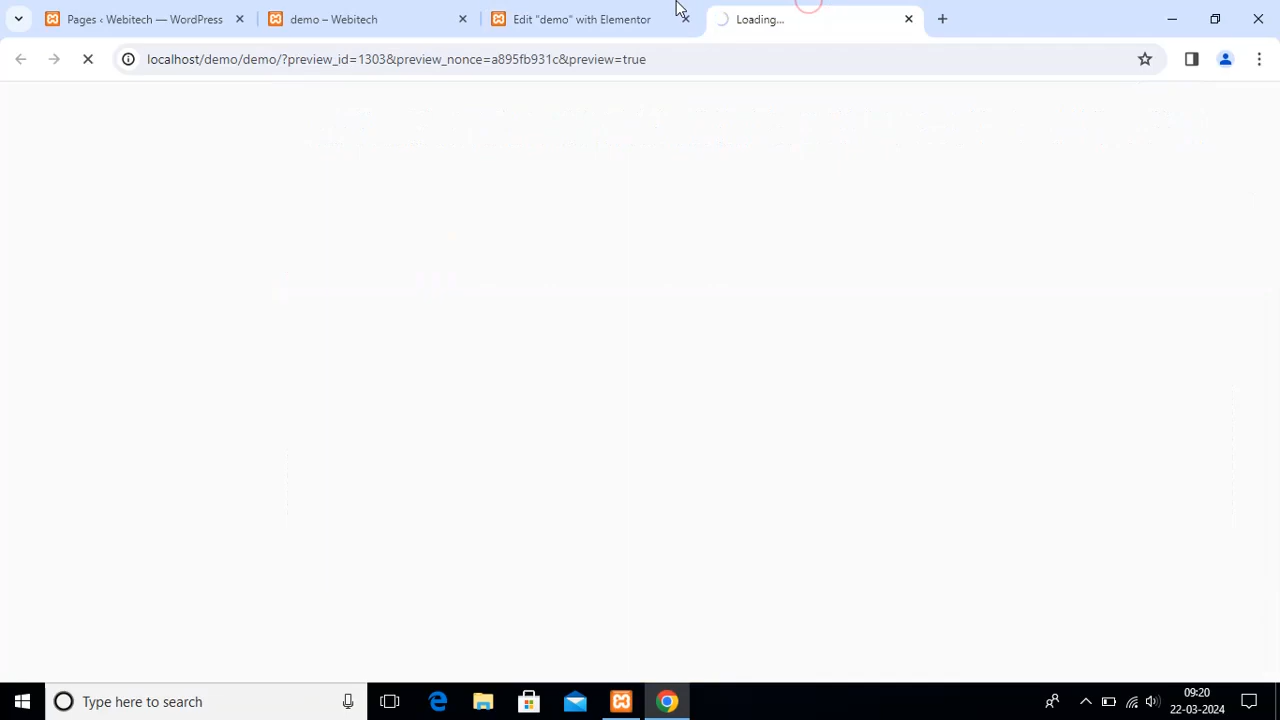 Pages ‹ Webitech — WordPress
demo – Webitech
Edit "demo" with Elementor
Loading...
localhost/demo/demo/?preview_id=1303&preview_nonce=a895fb931c&preview=true
Type here to search
09:20
22-03-2024